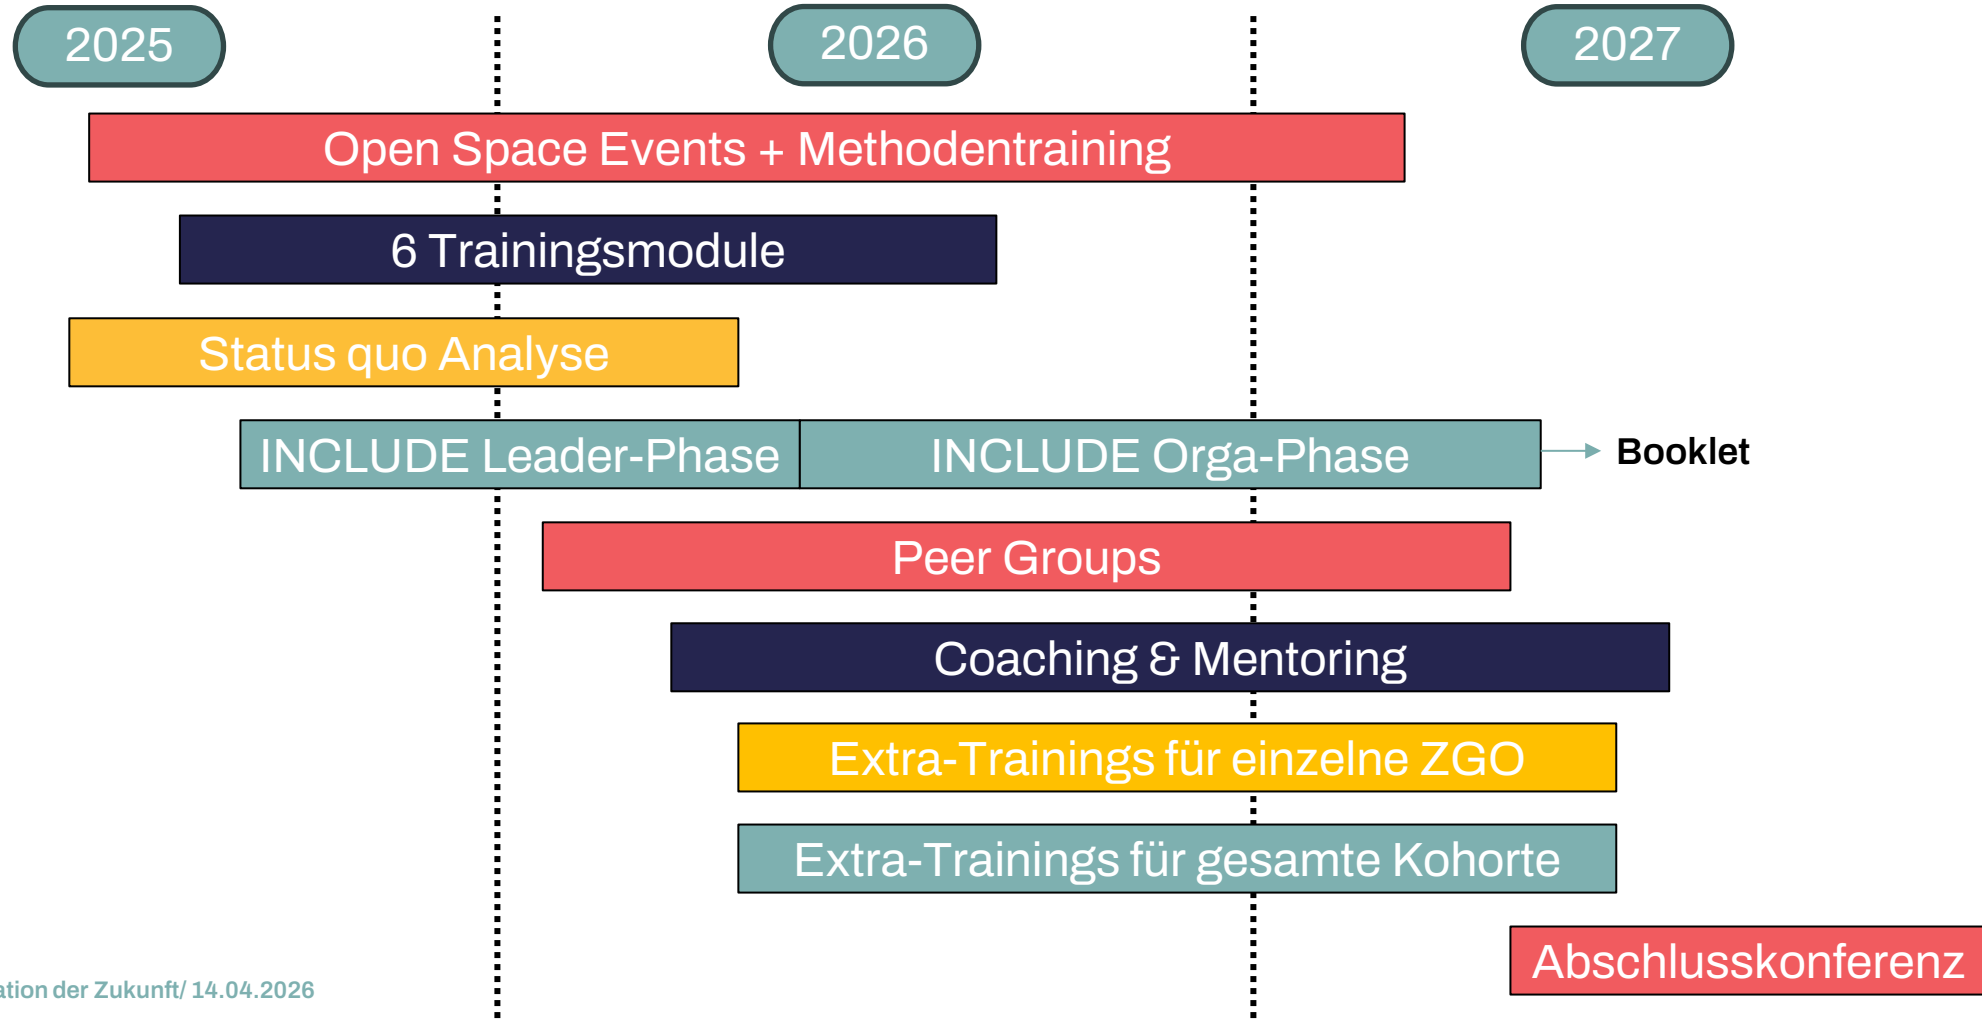 2025
2026
2027
Open Space Events + Methodentraining
6 Trainingsmodule
Status quo Analyse
INCLUDE Leader-Phase
INCLUDE Orga-Phase
Booklet
Peer Groups
Coaching & Mentoring
Extra-Trainings für einzelne ZGO
Extra-Trainings für gesamte Kohorte
Abschlusskonferenz
der Zukunft/ 14.04.2026